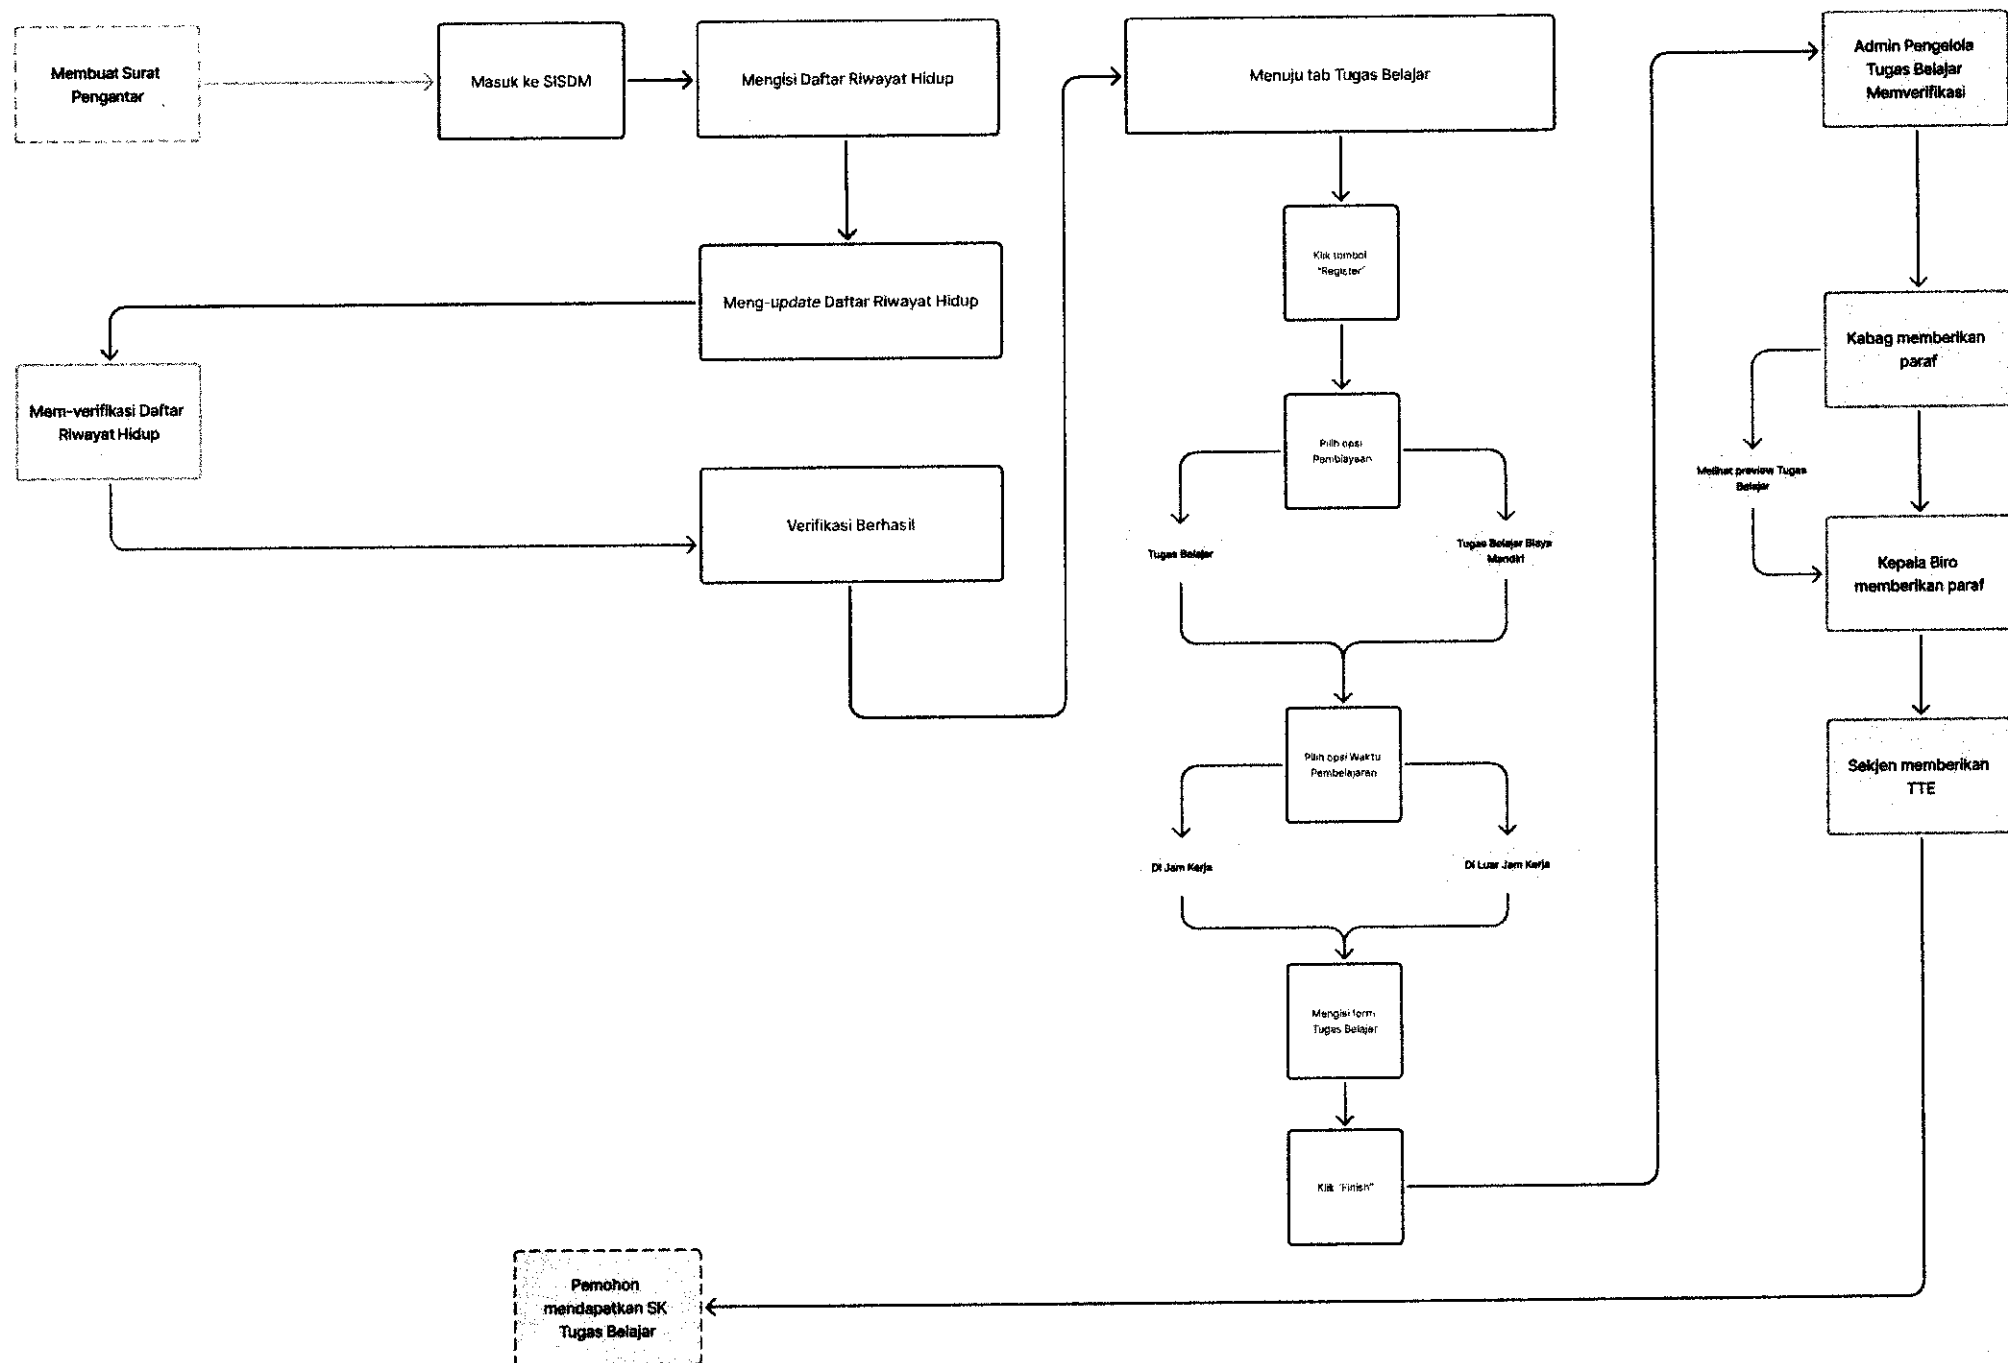 Membuat Surat
Pengantar
Masuk ke SISDM
Mengisi Daftar Riwayat Hidup
Meng-update Daftar Riwayat Hidup
Mem-verifikasi Daftar
Riwayat Hidup
Verifikasi Berhasil
Menuju tab Tugas Belajar
Klik tombol
"Register"
Pilih opsi
Pembiayaan
Tugas Belajar
Tugas Belajar Biaya
Mandiri
Pilih opsi Waktu
Pembelajaran
Di Jam Kerja
Di Luar Jam Kerja
Mengisi form
Tugas Belajar
Klik "Finish"
Admin Pengelola
Tugas Belajar
Memverifikasi
Kabag memberikan
paraf
Melihat preview Tugas
Belajar
Kepala Biro
memberikan paraf
Sekjen memberikan
TTE
Pemohon
mendapatkan SK
Tugas Belajar